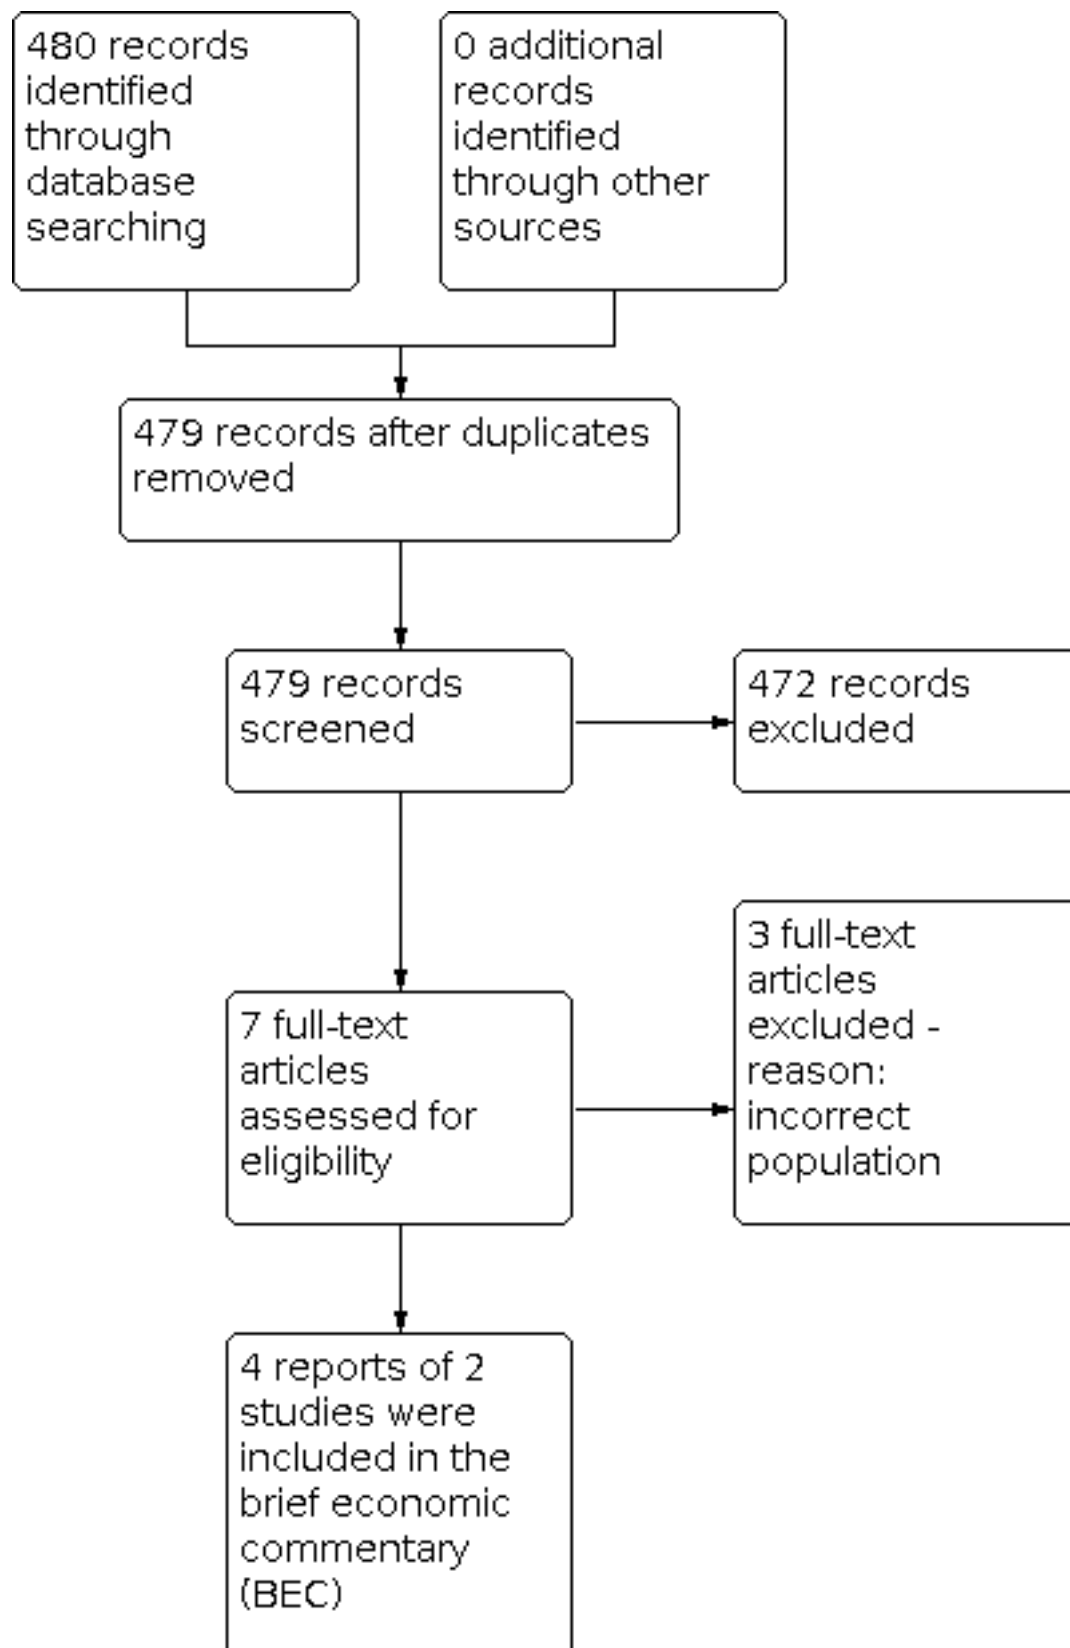 480 records
identified
through
database
searching
0 additional
records
identified
through other
sources
479 records after duplicates
removed
479 records
screened
472 records
excluded
7 full-text
articles
assessed for
eligibility
3 full-text
articles
excluded -
reason:
incorrect
population
4 reports of 2
studies were
included in the
brief economic
commentary
(BEC)